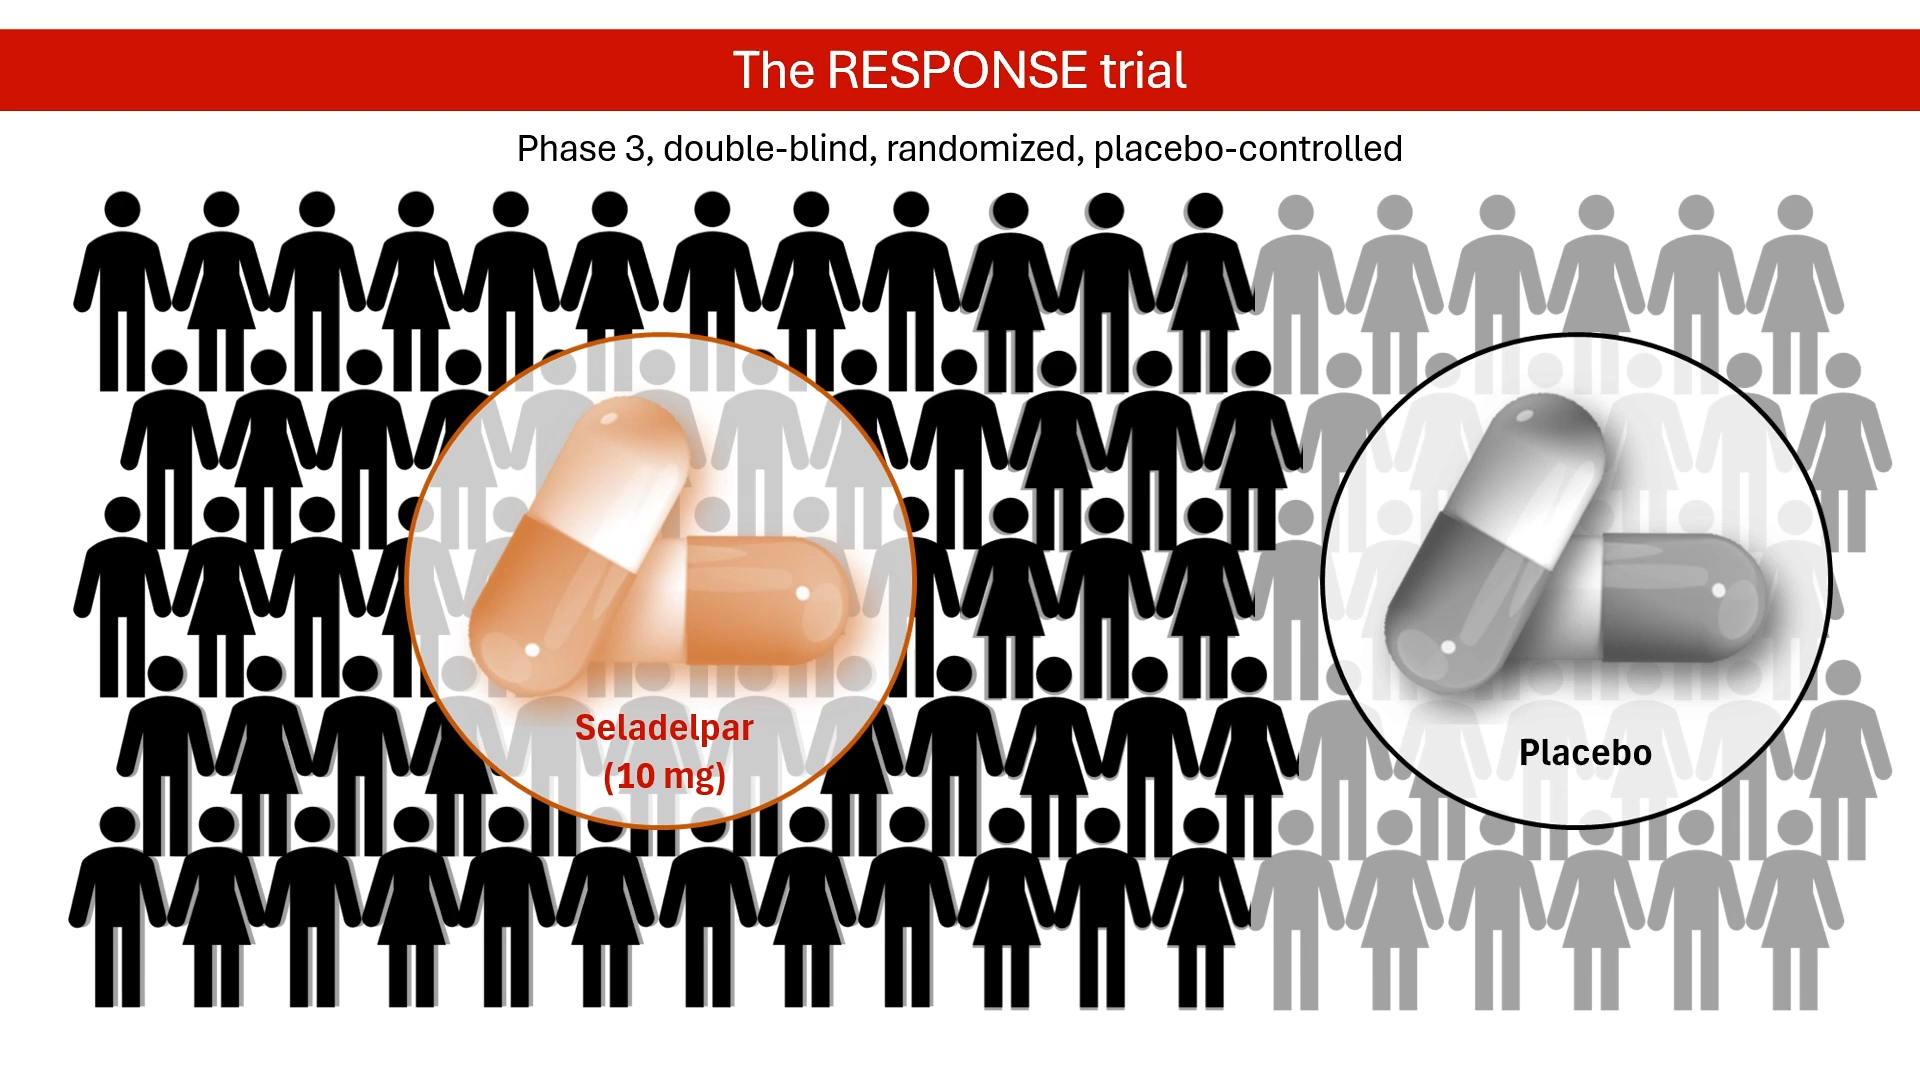 The RESPONSE trial
Phase 3, double-blind, randomized, placebo-controlled
Seladelpar
(10 mg)
Placebo